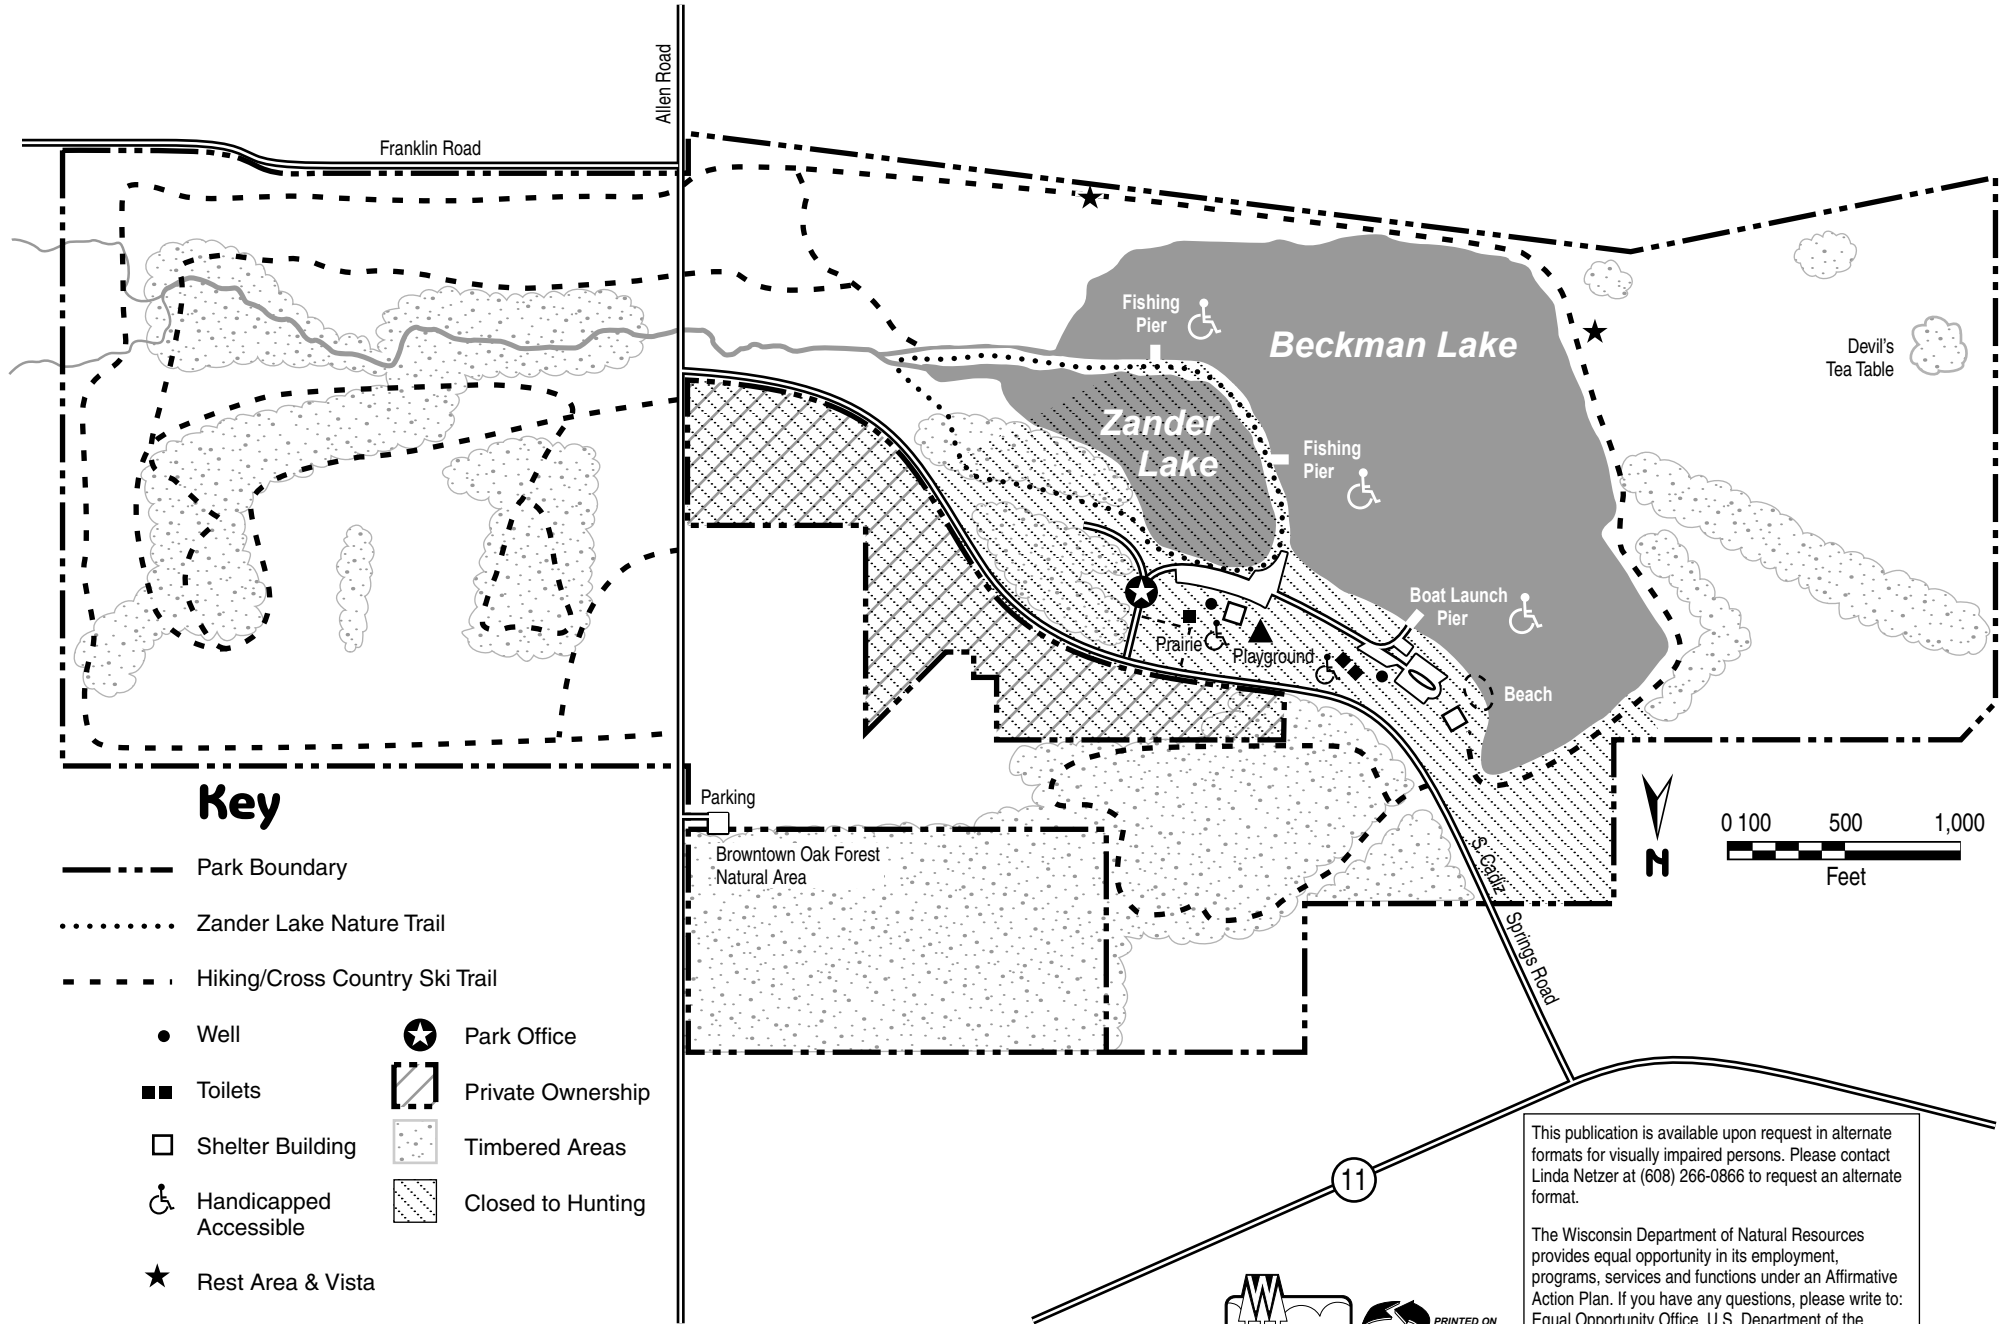 Allen Road
Franklin Road
Fishing
Pier
Beckman Lake
Devil's
Tea Table
Zander
Lake
Fishing
Pier
Boat Launch
Pier
Prairie
Playground
Beach
Parking
Browntown Oak Forest
Natural Area
S. Cadiz Springs Road
N
0 100 500 1,000
Feet
11
Key
Park Boundary
Zander Lake Nature Trail
Hiking/Cross Country Ski Trail
Well
Park Office
Toilets
Private Ownership
Shelter Building
Timbered Areas
Handicapped
Accessible
Closed to Hunting
Rest Area & Vista
This publication is available upon request in alternate
formats for visually impaired persons. Please contact
Linda Netzer at (608) 266-0866 to request an alternate
format.
The Wisconsin Department of Natural Resources
provides equal opportunity in its employment,
programs, services and functions under an Affirmative
Action Plan. If you have any questions, please write to:
Equal Opportunity Office, U.S. Department of the
W
PRINTED ON